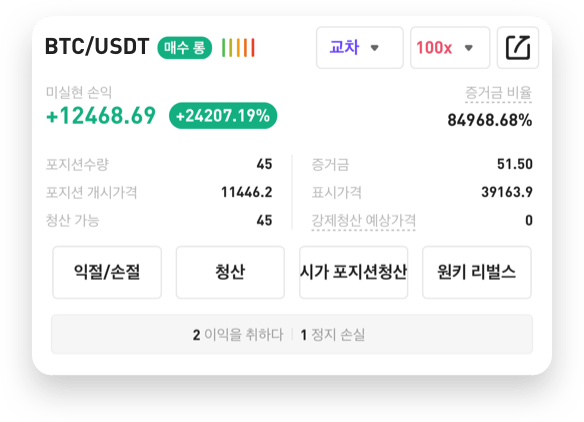 BTC/USDT 매수 롱 교차 100x
미실현 손익 증거금 비율
+12468.69 +24207.19% 84968.68%
포지션수량 45 증거금 51.50
포지션 개시가격 11446.2 표시가격 39163.9
청산 가능 45 강제청산 예상가격 0
익절/손절 청산 시가 포지션청산 원키 리벌스
2 이익을 취하다 1 정지 손실